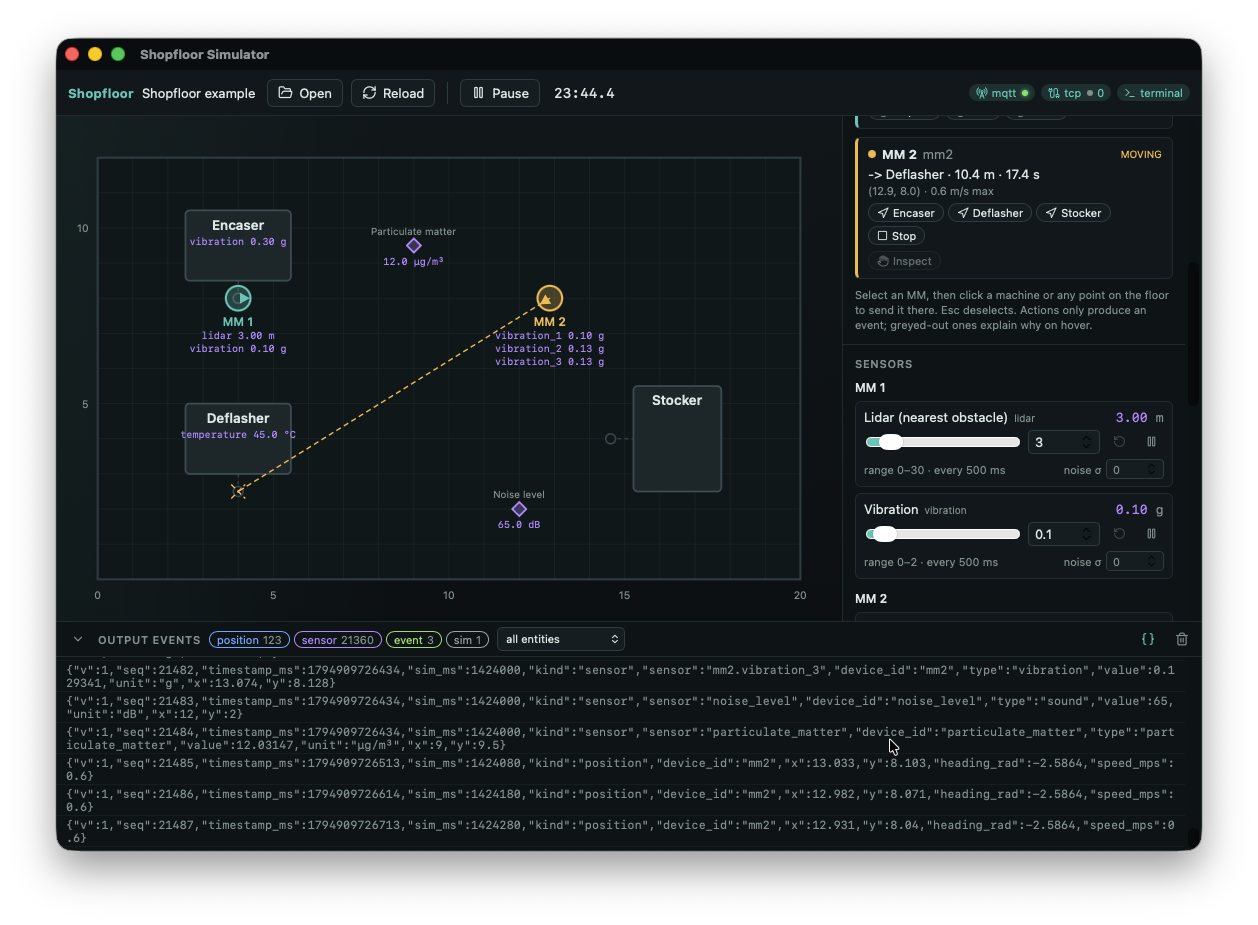 Shopfloor Simulator
Shopfloor Shopfloor example Open Reload Pause 23:44.4 mqtt tcp 0 terminal
10
5
0 5 10 15 20
Encaser
vibration 0.30 g
Particulate matter
12.0 µg/m³
MM 1
lidar 3.00 m
vibration 0.10 g
MM 2
vibration_1 0.10 g
vibration_2 0.13 g
vibration_3 0.13 g
Deflasher
temperature 45.0 °C
Stocker
Noise level
65.0 dB
MM 2 mm2 MOVING
-> Deflasher · 10.4 m · 17.4 s
(12.9, 8.0) · 0.6 m/s max
Encaser Deflasher Stocker
Stop
Inspect
Select an MM, then click a machine or any point on the floor
to send it there. Esc deselects. Actions only produce an
event; greyed-out ones explain why on hover.
SENSORS
MM 1
Lidar (nearest obstacle) lidar 3.00 m
3
range 0–30 · every 500 ms noise σ 0
Vibration vibration 0.10 g
0.1
range 0–2 · every 500 ms noise σ 0
MM 2
OUTPUT EVENTS position 123 sensor 21360 event 3 sim 1 all entities {}
{"v":1,"seq":21482,"timestamp_ms":1794909726434,"sim_ms":1424000,"kind":"sensor","sensor":"mm2.vibration_3","device_id":"mm2","type":"vibration","value":0.1
29341,"unit":"g","x":13.074,"y":8.128}
{"v":1,"seq":21483,"timestamp_ms":1794909726434,"sim_ms":1424000,"kind":"sensor","sensor":"noise_level","device_id":"noise_level","type":"sound","value":65,
"unit":"dB","x":12,"y":2}
{"v":1,"seq":21484,"timestamp_ms":1794909726434,"sim_ms":1424000,"kind":"sensor","sensor":"particulate_matter","device_id":"particulate_matter","type":"part
iculate_matter","value":12.03147,"unit":"µg/m³","x":9,"y":9.5}
{"v":1,"seq":21485,"timestamp_ms":1794909726513,"sim_ms":1424080,"kind":"position","device_id":"mm2","x":13.033,"y":8.103,"heading_rad":−2.5864,"speed_mps":
0.6}
{"v":1,"seq":21486,"timestamp_ms":1794909726614,"sim_ms":1424180,"kind":"position","device_id":"mm2","x":12.982,"y":8.071,"heading_rad":−2.5864,"speed_mps":
0.6}
{"v":1,"seq":21487,"timestamp_ms":1794909726713,"sim_ms":1424280,"kind":"position","device_id":"mm2","x":12.931,"y":8.04,"heading_rad":−2.5864,"speed_mps":0
.6}